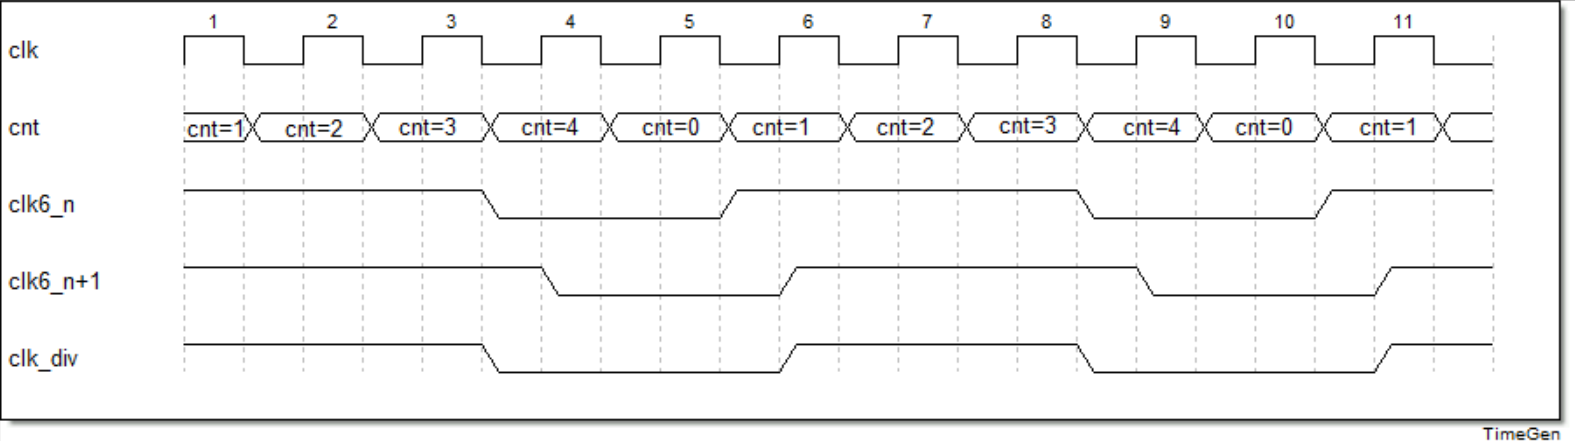 1 2 3 4 5 6 7 8 9 10 11
clk
cnt cnt=1 cnt=2 cnt=3 cnt=4 cnt=0 cnt=1 cnt=2 cnt=3 cnt=4 cnt=0 cnt=1
clk6_n
clk6_n+1
clk_div
TimeGen